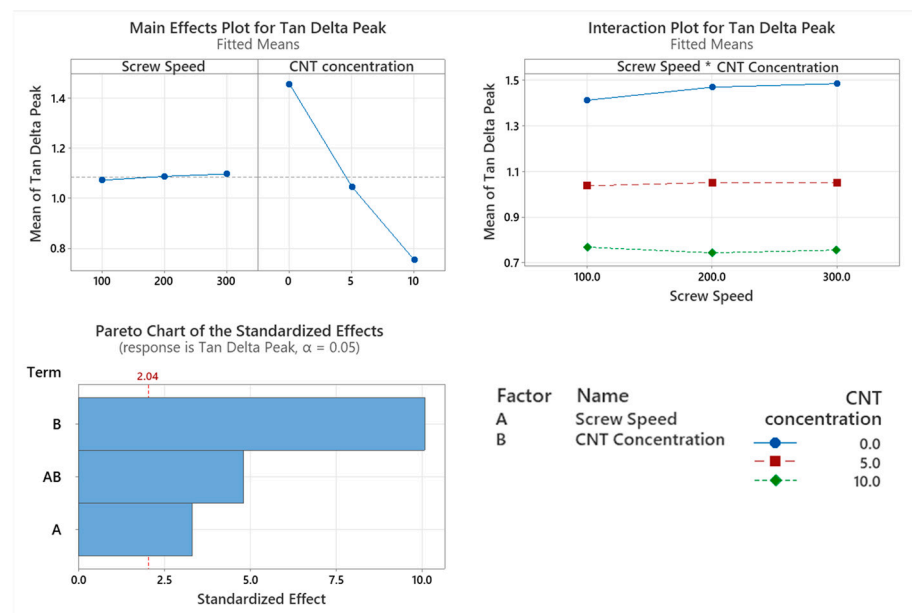 Main Effects Plot for Tan Delta Peak
Fitted Means
Screw Speed
CNT concentration
Mean of Tan Delta Peak
1.4
1.2
1.0
0.8
100 200 300 0 5 10
Interaction Plot for Tan Delta Peak
Fitted Means
Screw Speed * CNT Concentration
Mean of Tan Delta Peak
1.5
1.3
1.1
0.9
0.7
100.0 200.0 300.0
Screw Speed
Pareto Chart of the Standardized Effects
(response is Tan Delta Peak, α = 0.05)
Term
2.04
B
AB
A
0.0 2.5 5.0 7.5 10.0
Standardized Effect
Factor Name
A Screw Speed
B CNT Concentration
CNT
concentration
0.0
5.0
10.0